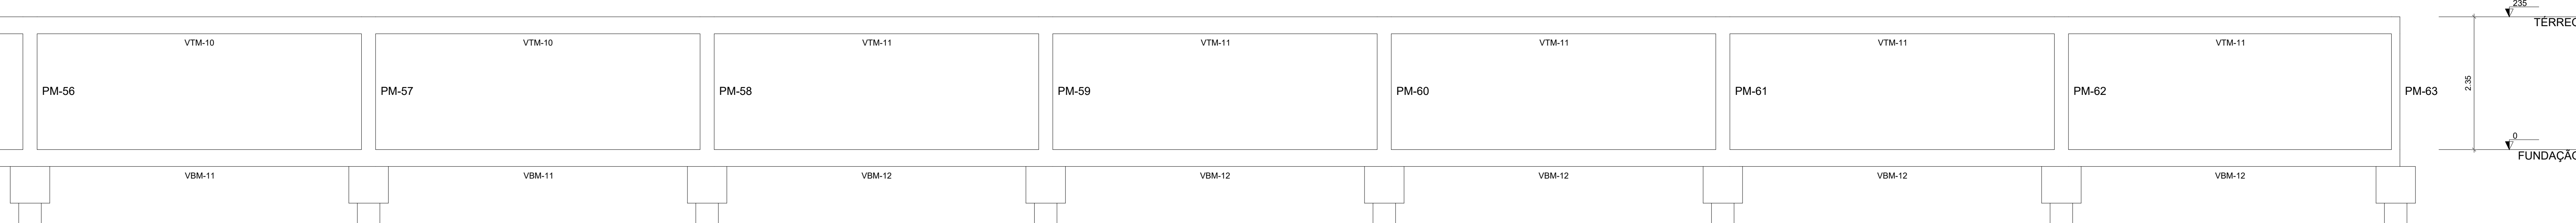 235
TÉRREO
VTM-10 VTM-10 VTM-11 VTM-11 VTM-11 VTM-11 VTM-11
PM-56 PM-57 PM-58 PM-59 PM-60 PM-61 PM-62 PM-63
2.35
0
FUNDAÇÃO
VBM-11 VBM-11 VBM-12 VBM-12 VBM-12 VBM-12 VBM-12